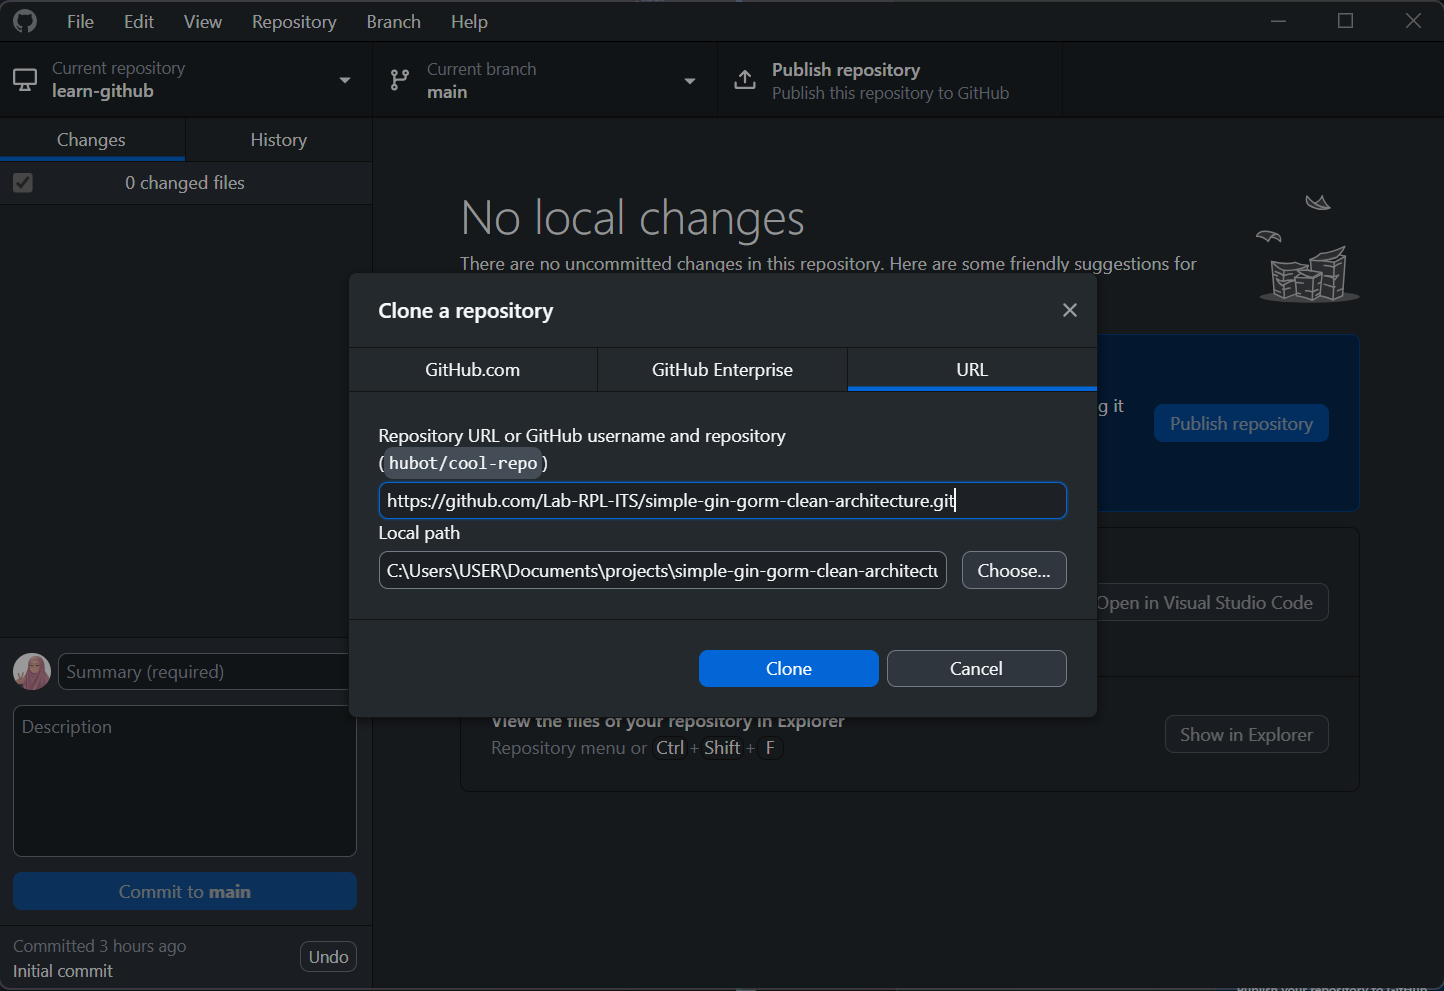 File Edit View Repository Branch Help
Current repository
learn-github
Current branch
main
Publish repository
Publish this repository to GitHub
Changes
History
0 changed files
No local changes
There are no uncommitted changes in this repository. Here are some friendly suggestions for
Clone a repository
GitHub.com
GitHub Enterprise
URL
g it
Publish repository
Repository URL or GitHub username and repository
(hubot/cool-repo)
https://github.com/Lab-RPL-ITS/simple-gin-gorm-clean-architecture.git
Local path
C:\Users\USER\Documents\projects\simple-gin-gorm-clean-architectu
Choose...
Open in Visual Studio Code
Clone
Cancel
View the files of your repository in Explorer
Repository menu or Ctrl + Shift + F
Show in Explorer
Summary (required)
Description
Commit to main
Committed 3 hours ago
Initial commit
Undo
Publish your repository to GitHub